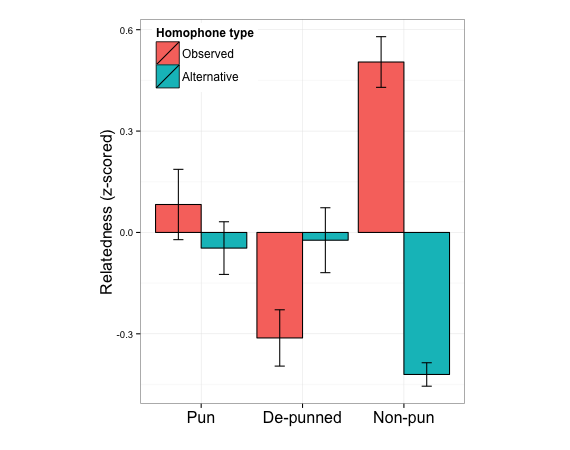 Homophone type
Observed
Alternative
0.6
0.3
0.0
-0.3
Relatedness (z-scored)
Pun
De-punned
Non-pun